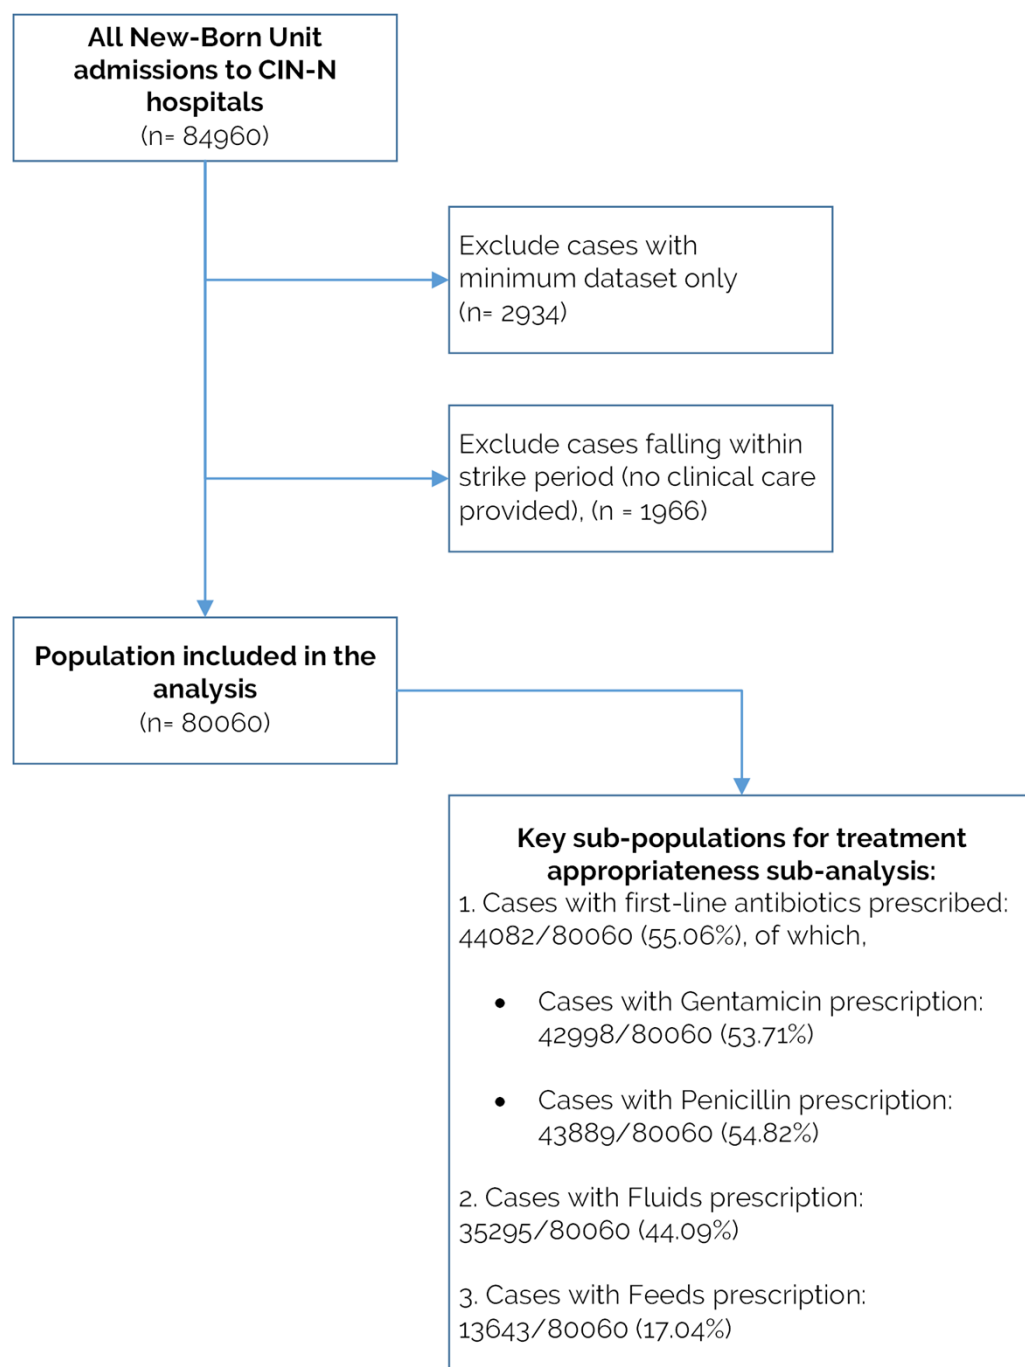 All New-Born Unit
admissions to CIN-N
hospitals
(n= 84960)
Exclude cases with
minimum dataset only
(n= 2934)
Exclude cases falling within
strike period (no clinical care
provided), (n = 1966)
Population included in the
analysis
(n= 80060)
Key sub-populations for treatment
appropriateness sub-analysis:
1. Cases with first-line antibiotics prescribed:
44082/80060 (55.06%), of which,
• Cases with Gentamicin prescription:
42998/80060 (53.71%)
• Cases with Penicillin prescription:
43889/80060 (54.82%)
2. Cases with Fluids prescription:
35295/80060 (44.09%)
3. Cases with Feeds prescription:
13643/80060 (17.04%)